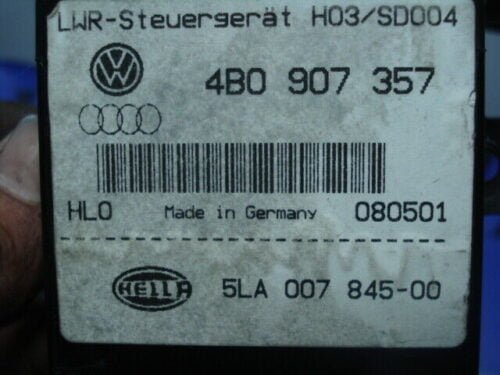 LWR-Steuergerät H03/SD004
4B0 907 357
HLO Made in Germany 080501
HELLA 5LA 007 845-00